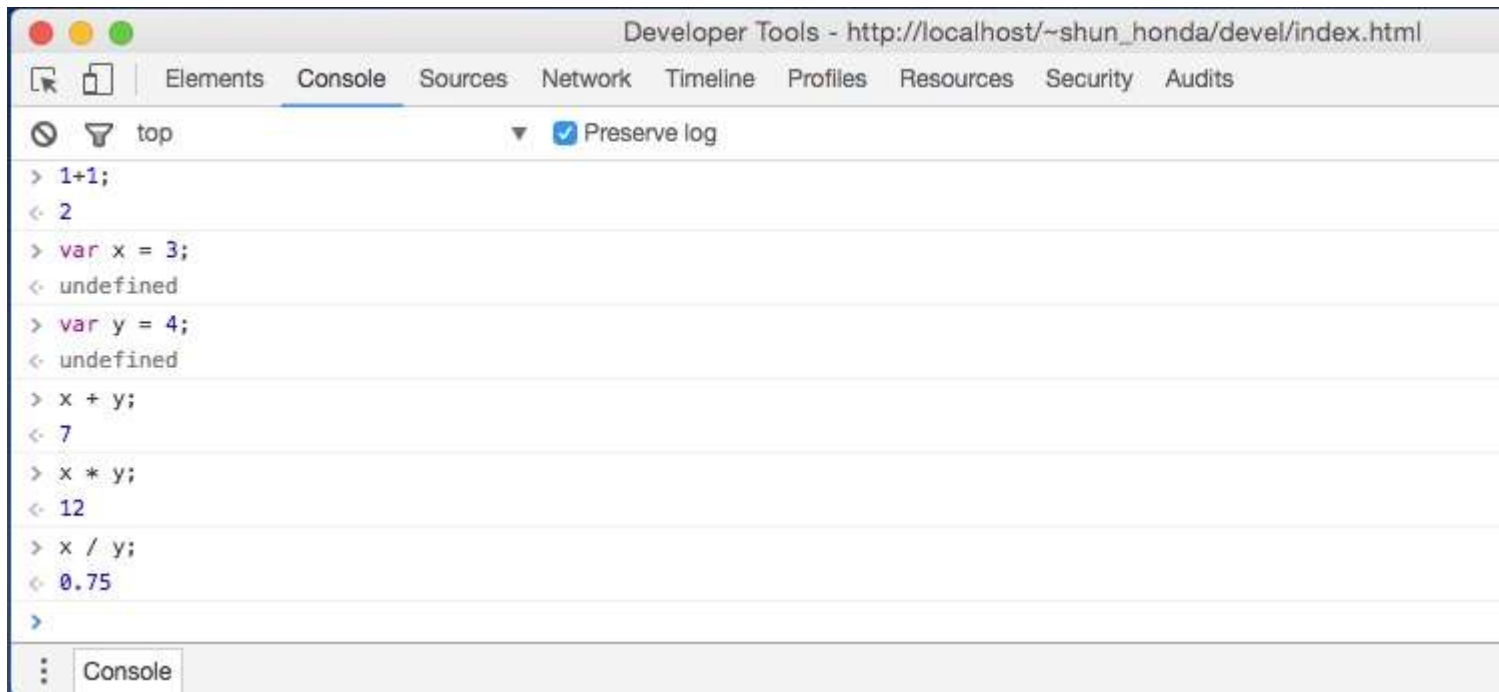 Developer Tools - http://localhost/~shun_honda/devel/index.html
Elements Console Sources Network Timeline Profiles Resources Security Audits
top ▼ Preserve log
> 1+1;
< 2
> var x = 3;
< undefined
> var y = 4;
< undefined
> x + y;
< 7
> x * y;
< 12
> x / y;
< 0.75
>
Console